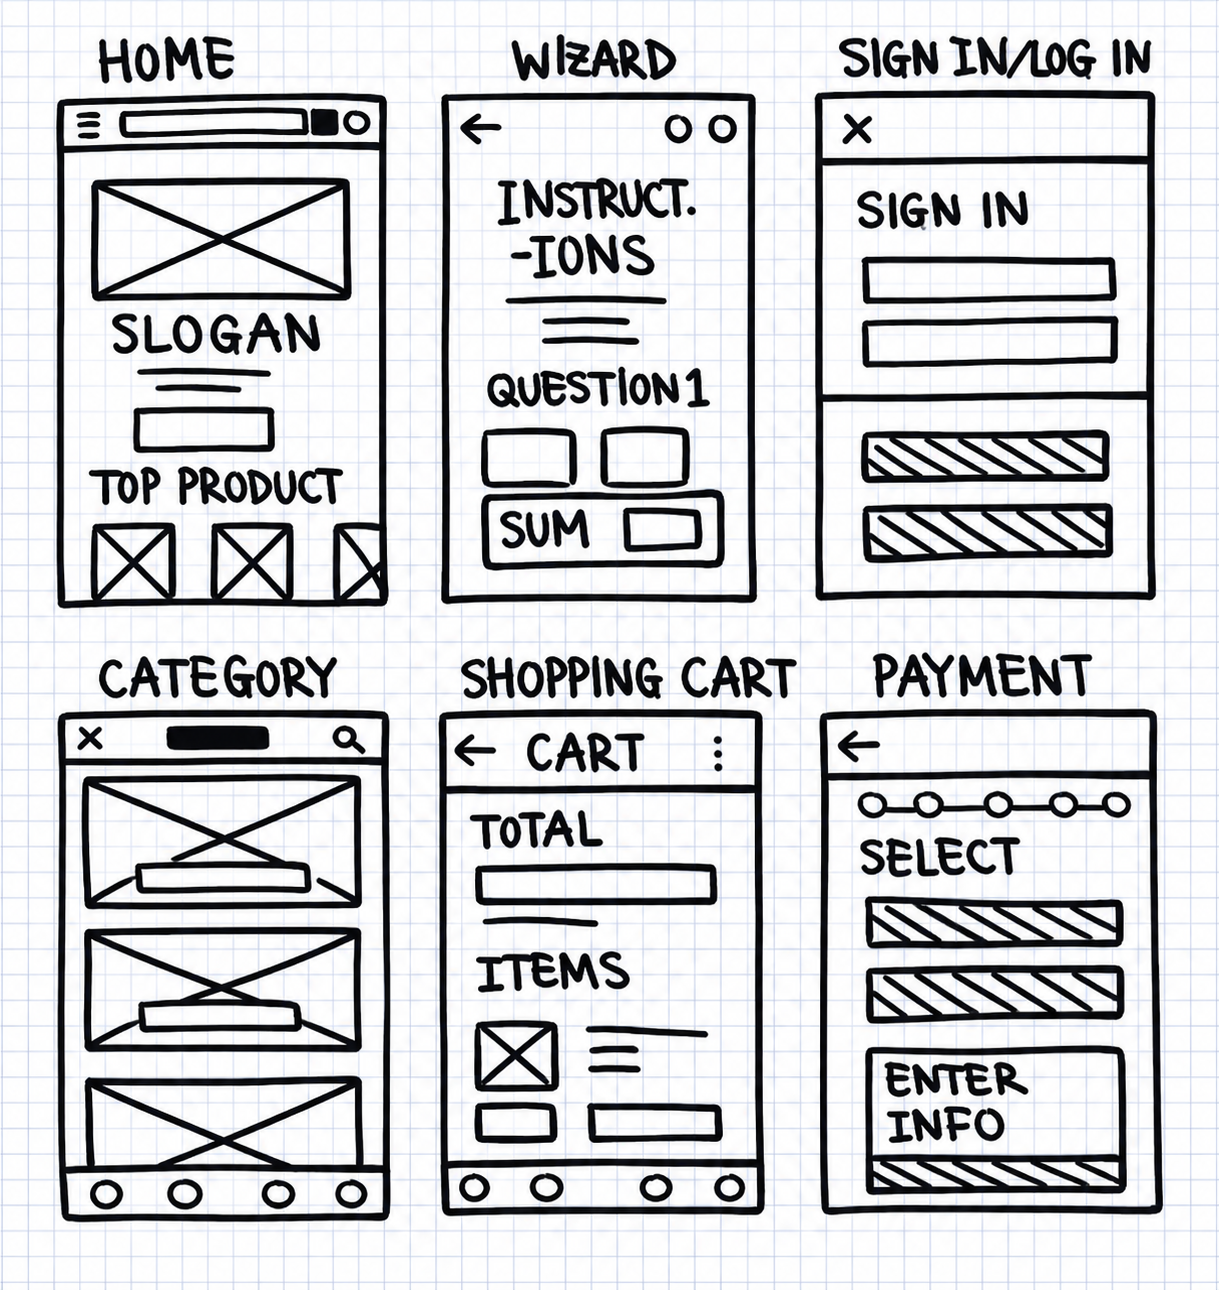 HOME
SLOGAN
TOP PRODUCT
WIZARD
INSTRUCT.
-IONS
QUESTION 1
SUM
SIGN IN/LOG IN
SIGN IN
CATEGORY
SHOPPING CART
CART
TOTAL
ITEMS
PAYMENT
SELECT
ENTER
INFO